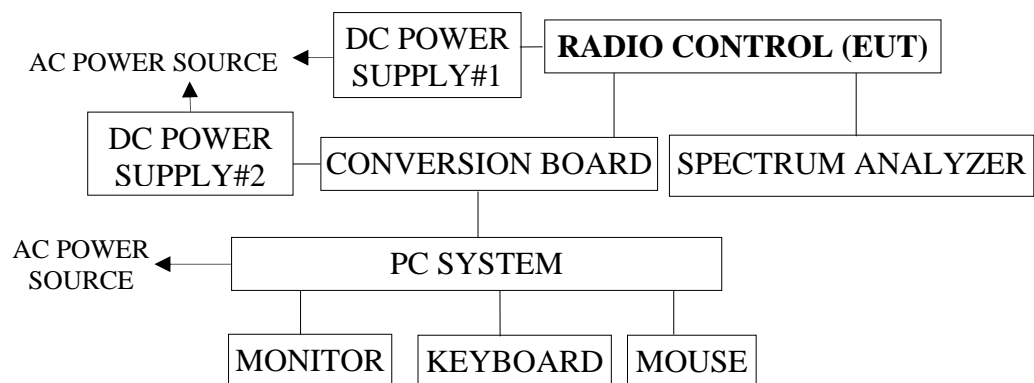 DC POWER
SUPPLY#1
RADIO CONTROL (EUT)
AC POWER SOURCE
DC POWER
SUPPLY#2
CONVERSION BOARD
SPECTRUM ANALYZER
AC POWER
SOURCE
PC SYSTEM
MONITOR
KEYBOARD
MOUSE